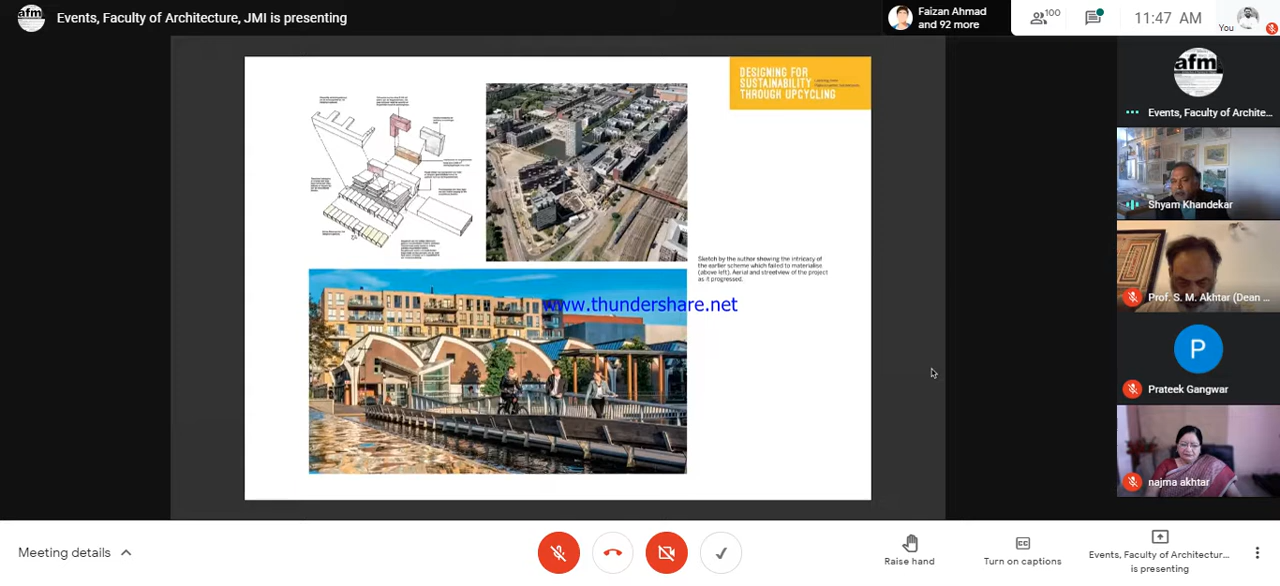 afm
Events, Faculty of Architecture, JMI is presenting
Faizan Ahmad
and 92 more
100
11:47 AM
You
DESIGNING FOR
SUSTAINABILITY
THROUGH UPCYCLING
Sketch by the author showing the intricacy of
the earlier scheme which failed to materialise
(above left). Aerial and streetview of the project
as it progressed.
www.thundershare.net
afm
Events, Faculty of Archite...
Shyam Khandekar
Prof. S. M. Akhtar (Dean ...
P
Prateek Gangwar
najma akhtar
Meeting details
Raise hand
Turn on captions
Events, Faculty of Architectur...
is presenting